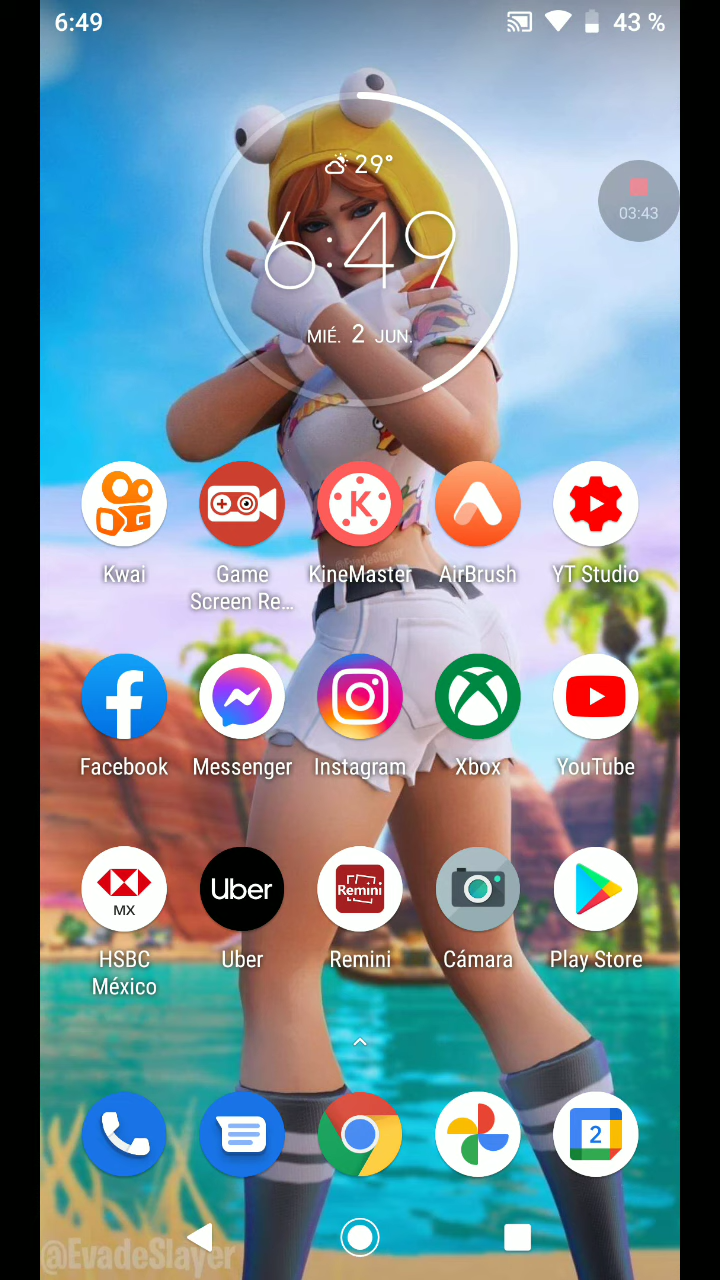 6:49
43 %
29°
03:43
6:49
MIÉ. 2 JUN.
K
Kwai
Game
Screen Re...
KineMaster
AirBrush
YT Studio
@EvadeSlayer
Facebook
Messenger
Instagram
Xbox
YouTube
MX
Uber
Remini
HSBC
México
Uber
Remini
Cámara
Play Store
2
@EvadeSlayer